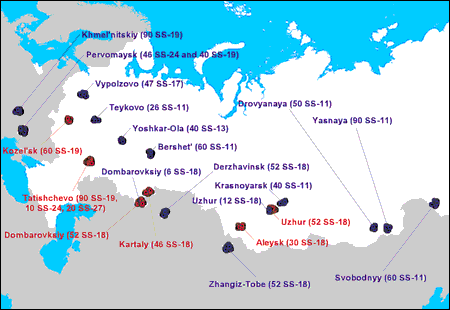 Khmel'nitskiy (90 SS-19)
Pervomaysk (46 SS-24 and 40 SS-19)
Vypolzovo (47 SS-17)
Teykovo (26 SS-11)
Drovyanaya (50 SS-11)
Yasnaya (90 SS-11)
Yoshkar-Ola (40 SS-13)
Kozel'sk (60 SS-19)
Bershet' (60 SS-11)
Dombarovksiy (6 SS-18)
Derzhavinsk (52 SS-18)
Krasnoyarsk (40 SS-11)
Tatishchevo (90 SS-19,
10 SS-24, 20 SS-27)
Uzhur (12 SS-18)
Uzhur (52 SS-18)
Dombarovksiy (52 SS-18)
Kartaly (46 SS-18)
Aleysk (30 SS-18)
Zhangiz-Tobe (52 SS-18)
Svobodnyy (60 SS-11)